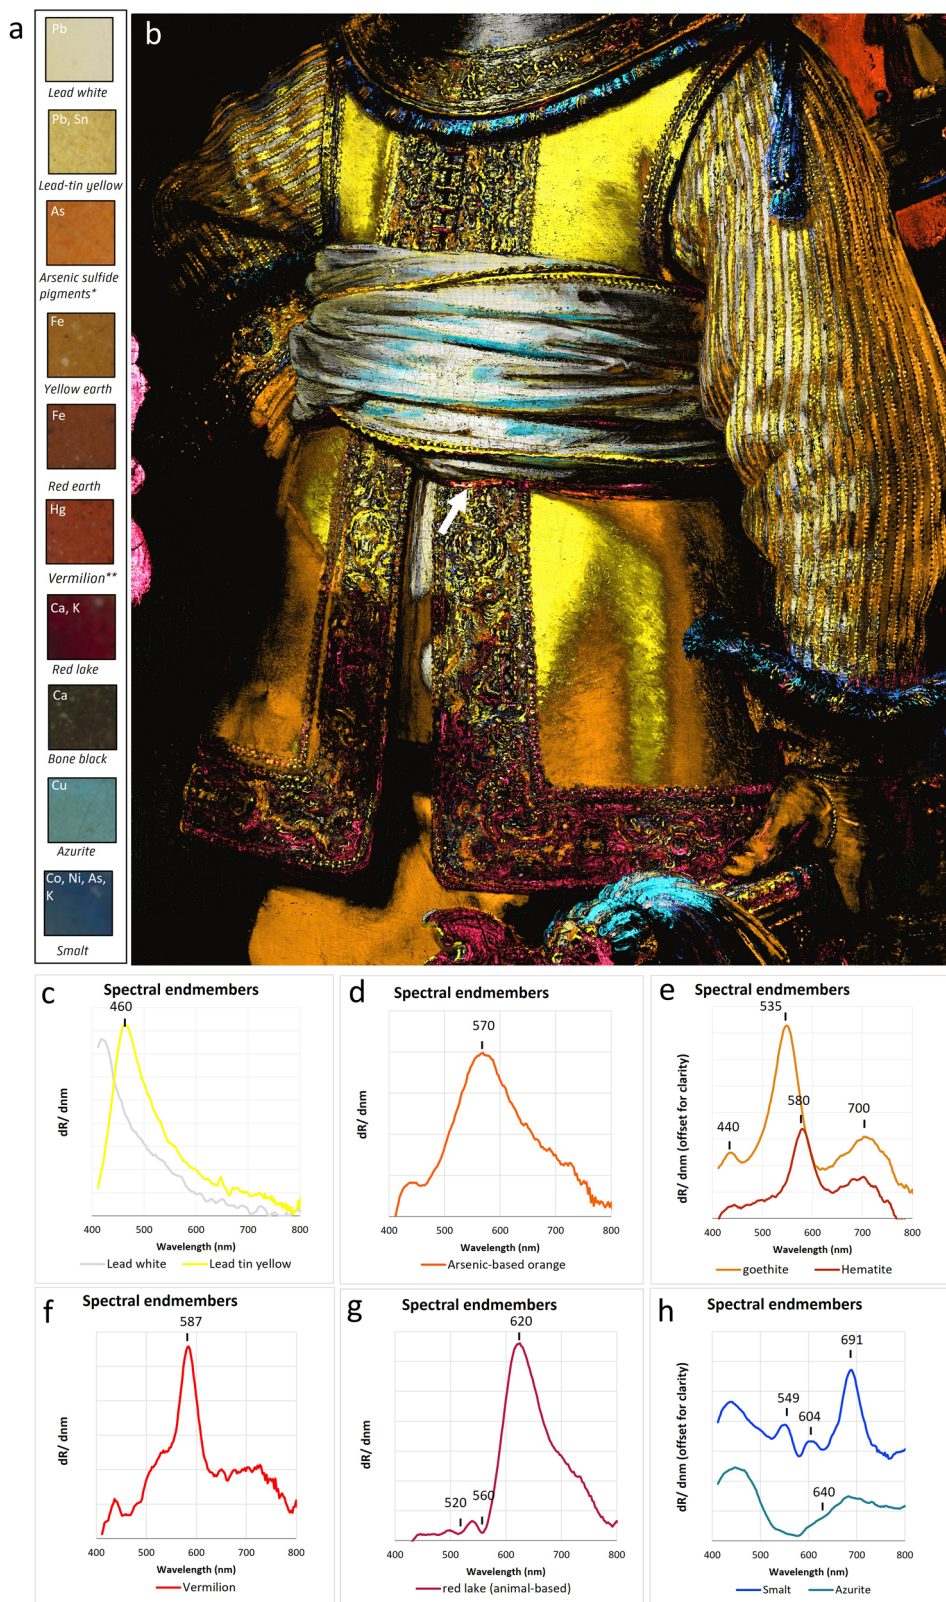 a
b
Pb
Lead white
Pb, Sn
Lead-tin yellow
As
Arsenic sulfide
pigments*
Fe
Yellow earth
Fe
Red earth
Hg
Vermilion**
Ca, K
Red lake
Ca
Bone black
Cu
Azurite
Co, Ni, As,
K
Smalt
c
Spectral endmembers
460
dR/ dnm
400 500 600 700 800
Wavelength (nm)
Lead white Lead tin yellow
d
Spectral endmembers
570
dR/ dnm
400 500 600 700 800
Wavelength (nm)
Arsenic-based orange
e
Spectral endmembers
535
580
700
440
dR/ dnm (offset for clarity)
400 500 600 700 800
Wavelength (nm)
goethite Hematite
f
Spectral endmembers
587
dR/ dnm
400 500 600 700 800
Wavelength (nm)
Vermilion
g
Spectral endmembers
620
520 560
dR/ dnm
400 500 600 700 800
Wavelength (nm)
red lake (animal-based)
h
Spectral endmembers
691
549
604
640
dR/ dnm (offset for clarity)
400 500 600 700 800
Wavelength (nm)
Smalt Azurite